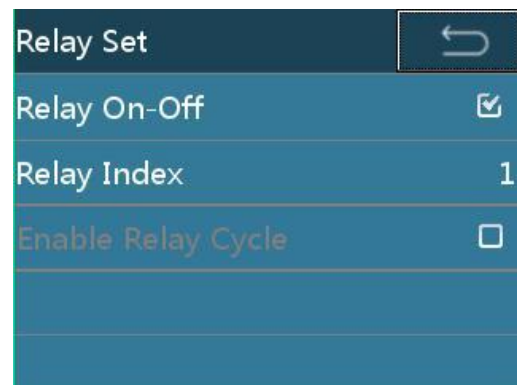 Relay Set
Relay On-Off
Relay Index 1
Enable Relay Cycle